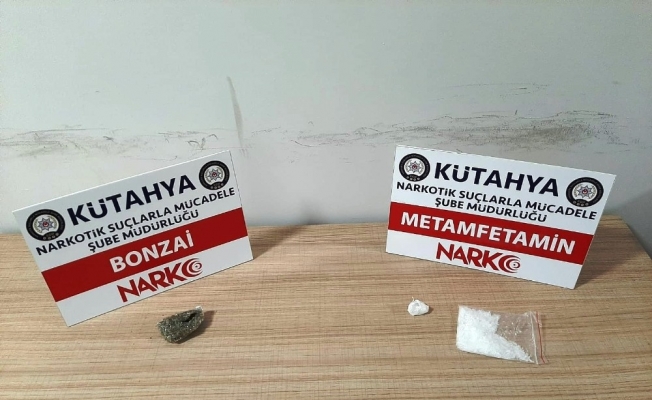 KÜTAHYA
NARKOTİK SUÇLARLA MÜCADELE
ŞUBE MÜDÜRLÜĞÜ
BONZAİ
NARKO
KÜTAHYA
NARKOTİK SUÇLARLA MÜCADELE
ŞUBE MÜDÜRLÜĞÜ
METAMFETAMİN
NARKO